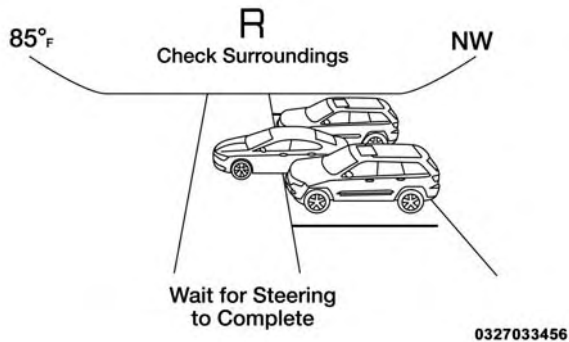 85°F
R
NW
Check Surroundings
Wait for Steering
to Complete
0327033456